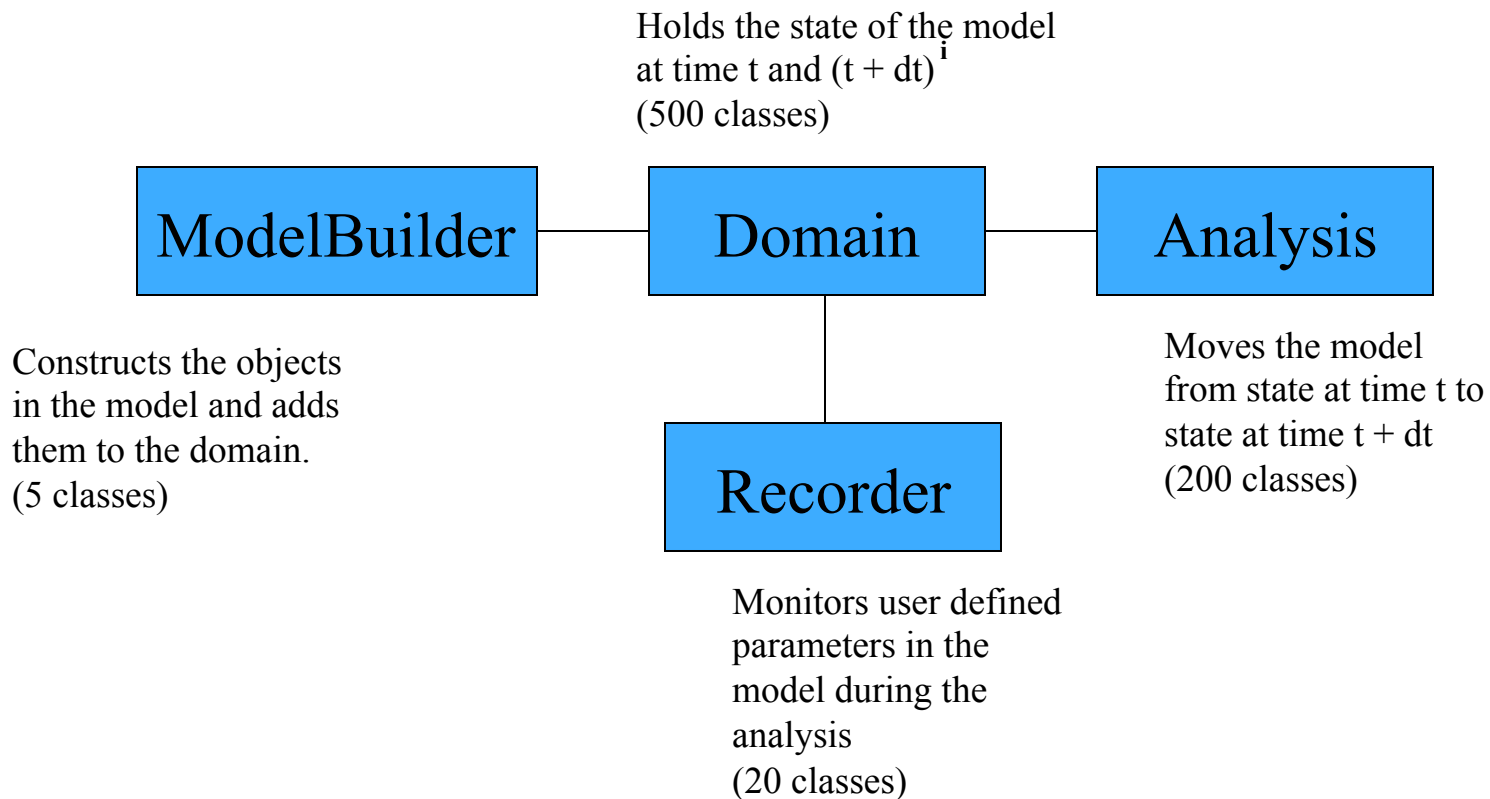 Holds the state of the model
at time t and (t + dt)^i
(500 classes)
ModelBuilder
Domain
Analysis
Constructs the objects
in the model and adds
them to the domain.
(5 classes)
Moves the model
from state at time t to
state at time t + dt
(200 classes)
Recorder
Monitors user defined
parameters in the
model during the
analysis
(20 classes)